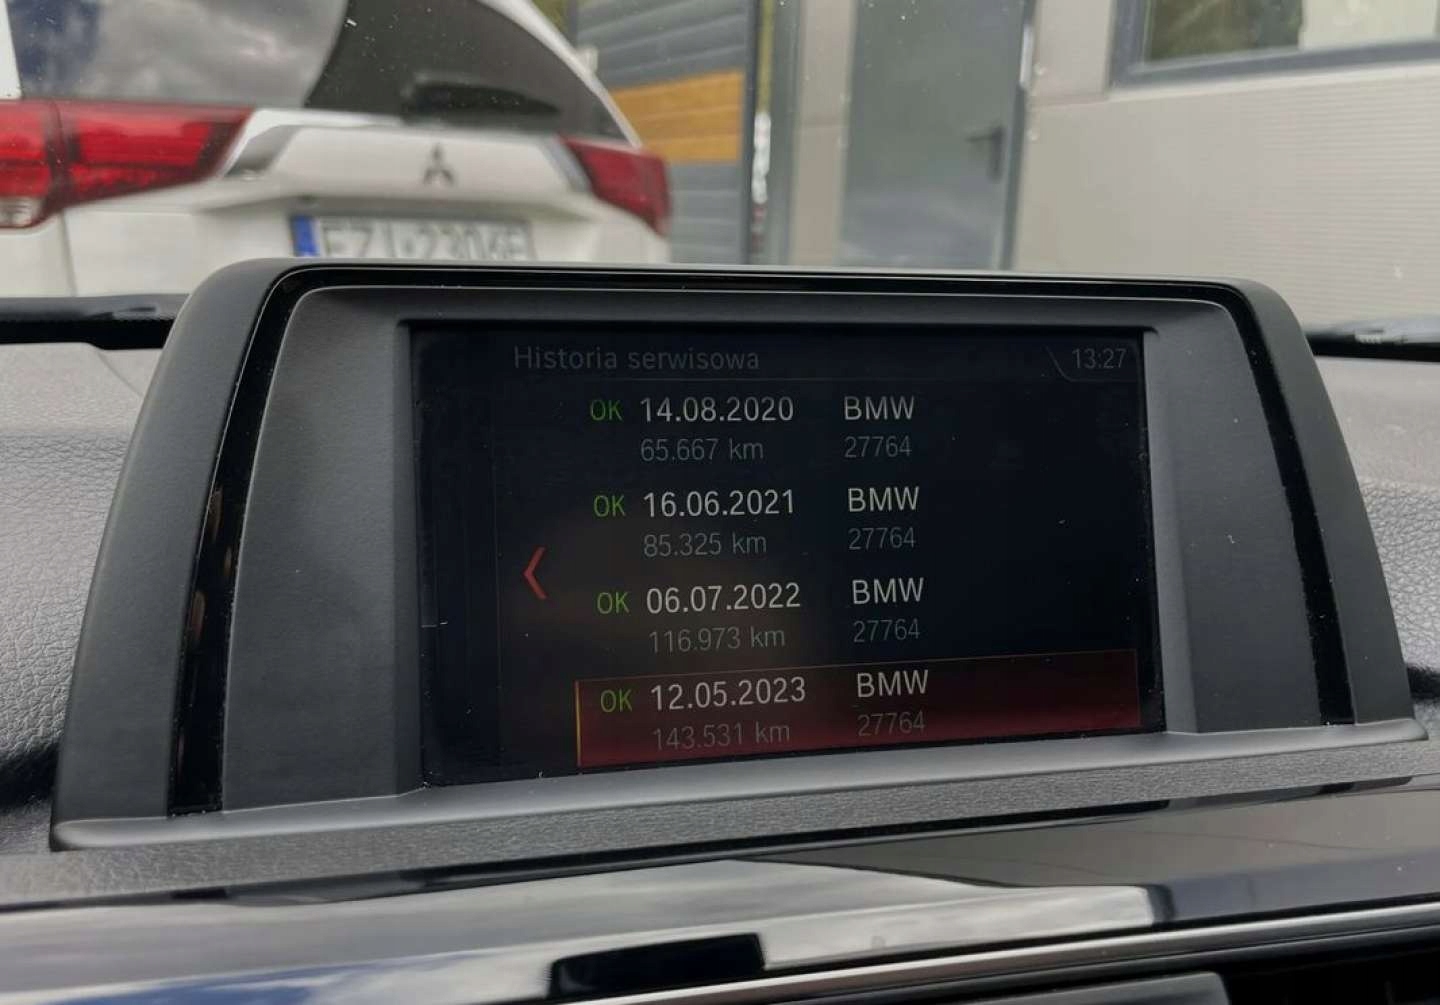 Historia serwisowa 13:27
OK 14.08.2020 BMW
65.667 km 27764
OK 16.06.2021 BMW
85.325 km 27764
OK 06.07.2022 BMW
116.973 km 27764
OK 12.05.2023 BMW
143.531 km 27764